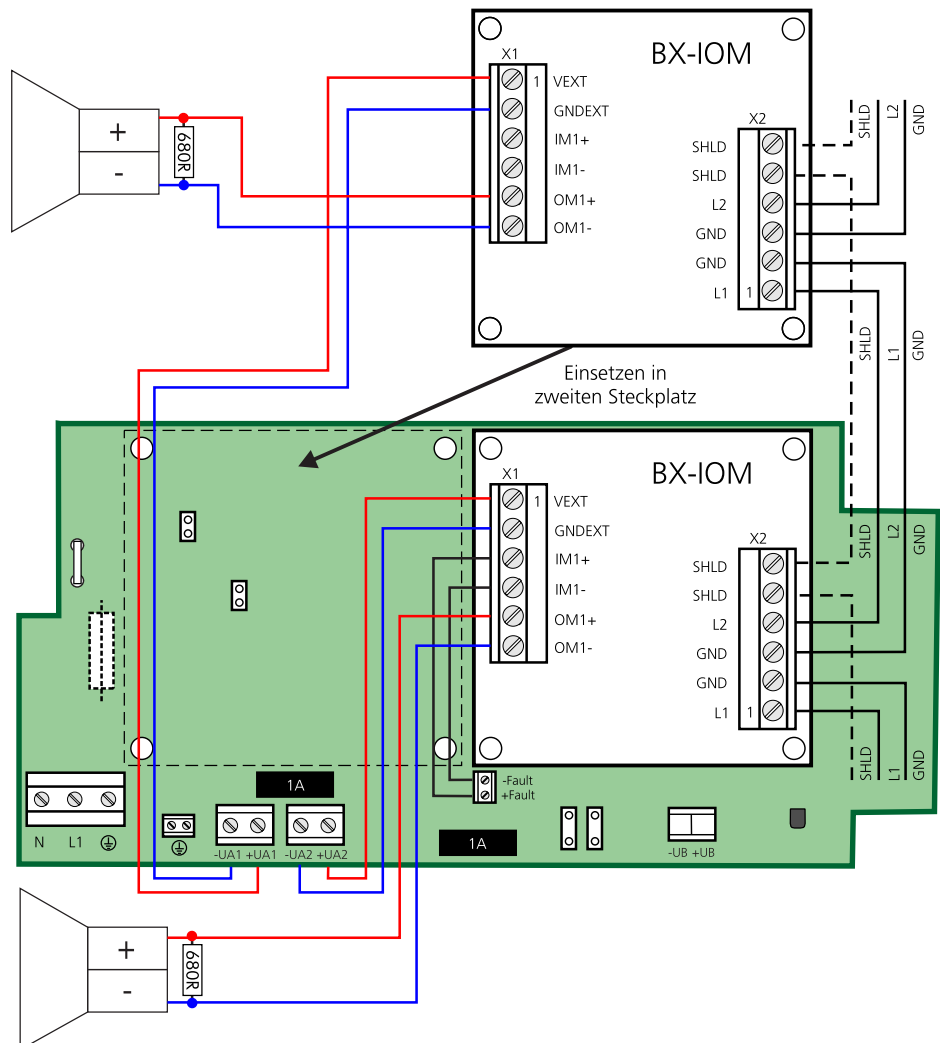 BX-IOM
X1
1 VEXT
GNDEXT
IM1+
IM1-
OM1+
OM1-
X2
SHLD
SHLD
L2
GND
GND
L1 1
SHLD
L2
GND
+
-
680R
SHLD
L1
GND
Einsetzen in
zweiten Steckplatz
BX-IOM
X1
1 VEXT
GNDEXT
IM1+
IM1-
OM1+
OM1-
X2
SHLD
SHLD
L2
GND
GND
L1 1
SHLD
L2
GND
SHLD
L1
GND
-Fault
+Fault
1A
1A
N L1
-UA1 +UA1
-UA2 +UA2
-UB +UB
+
-
680R